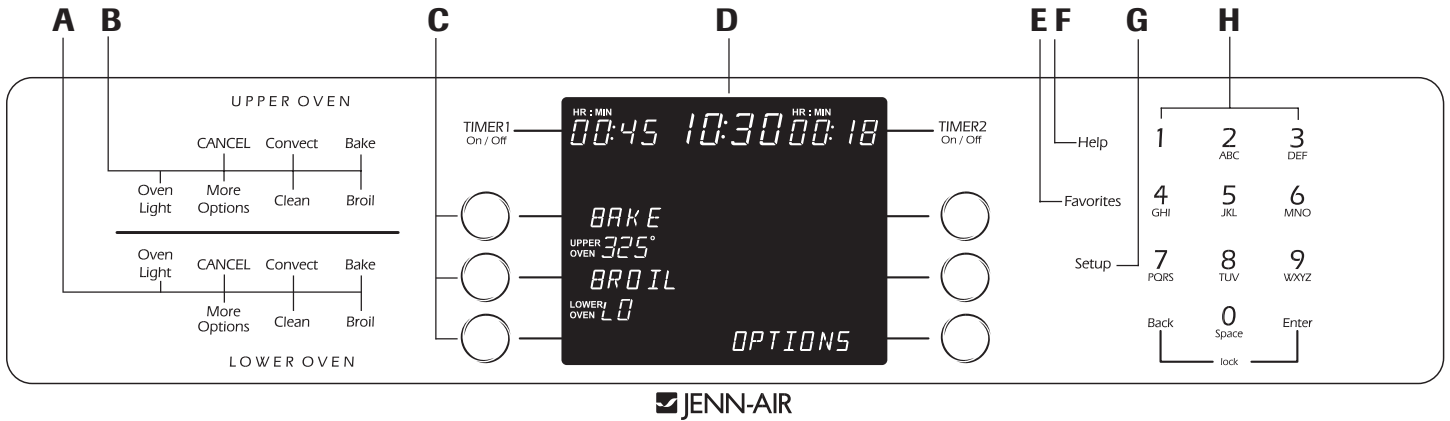 A B C D E F G H
UPPER OVEN
CANCEL Convect Bake
Oven Light More Options Clean Broil
Oven Light CANCEL Convect Bake
More Options Clean Broil
LOWER OVEN
TIMER1
On / Off
HR : MIN HR : MIN
00:45 10:30 00:18
BAKE
UPPER OVEN 325°
BROIL
LOWER OVEN LO
OPTIONS
TIMER2
On / Off
Help
Favorites
Setup
1 2 3
ABC DEF
4 5 6
GHI JKL MNO
7 8 9
PQRS TUV WXYZ
Back 0 Enter
Space
lock
JENN-AIR